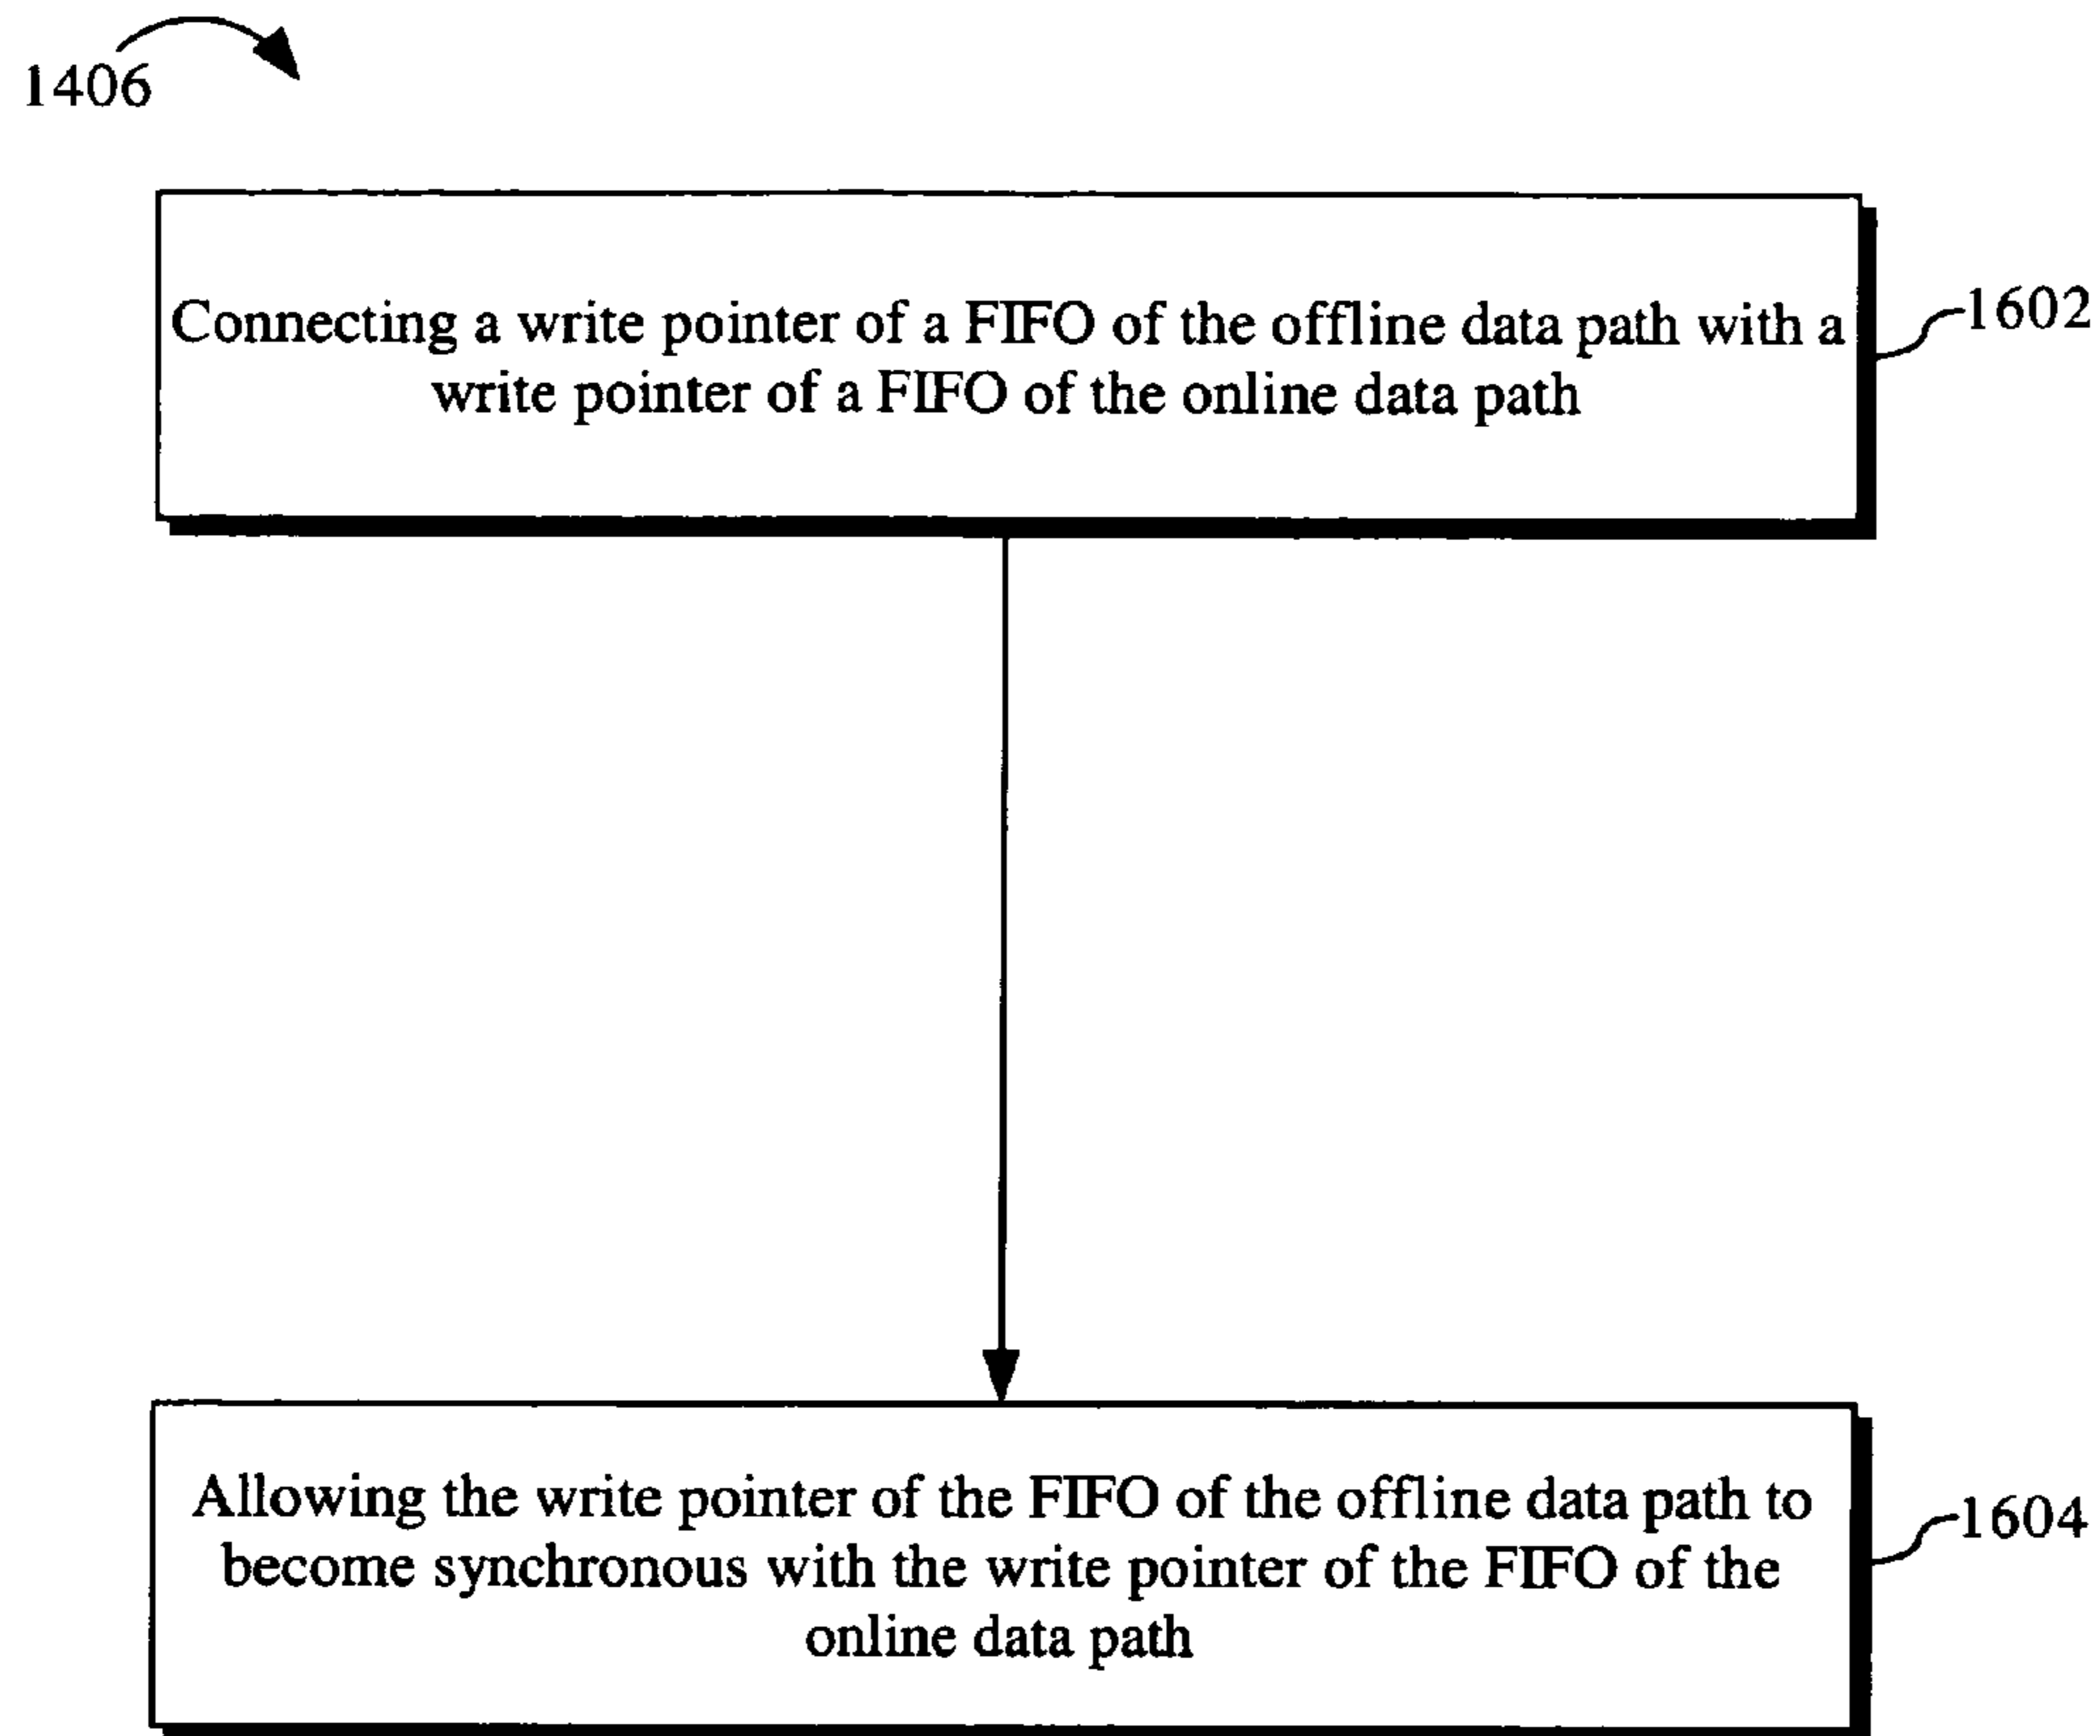 1406
Connecting a write pointer of a FIFO of the offline data path with a
write pointer of a FIFO of the online data path
1602
Allowing the write pointer of the FIFO of the offline data path to
become synchronous with the write pointer of the FIFO of the
online data path
1604